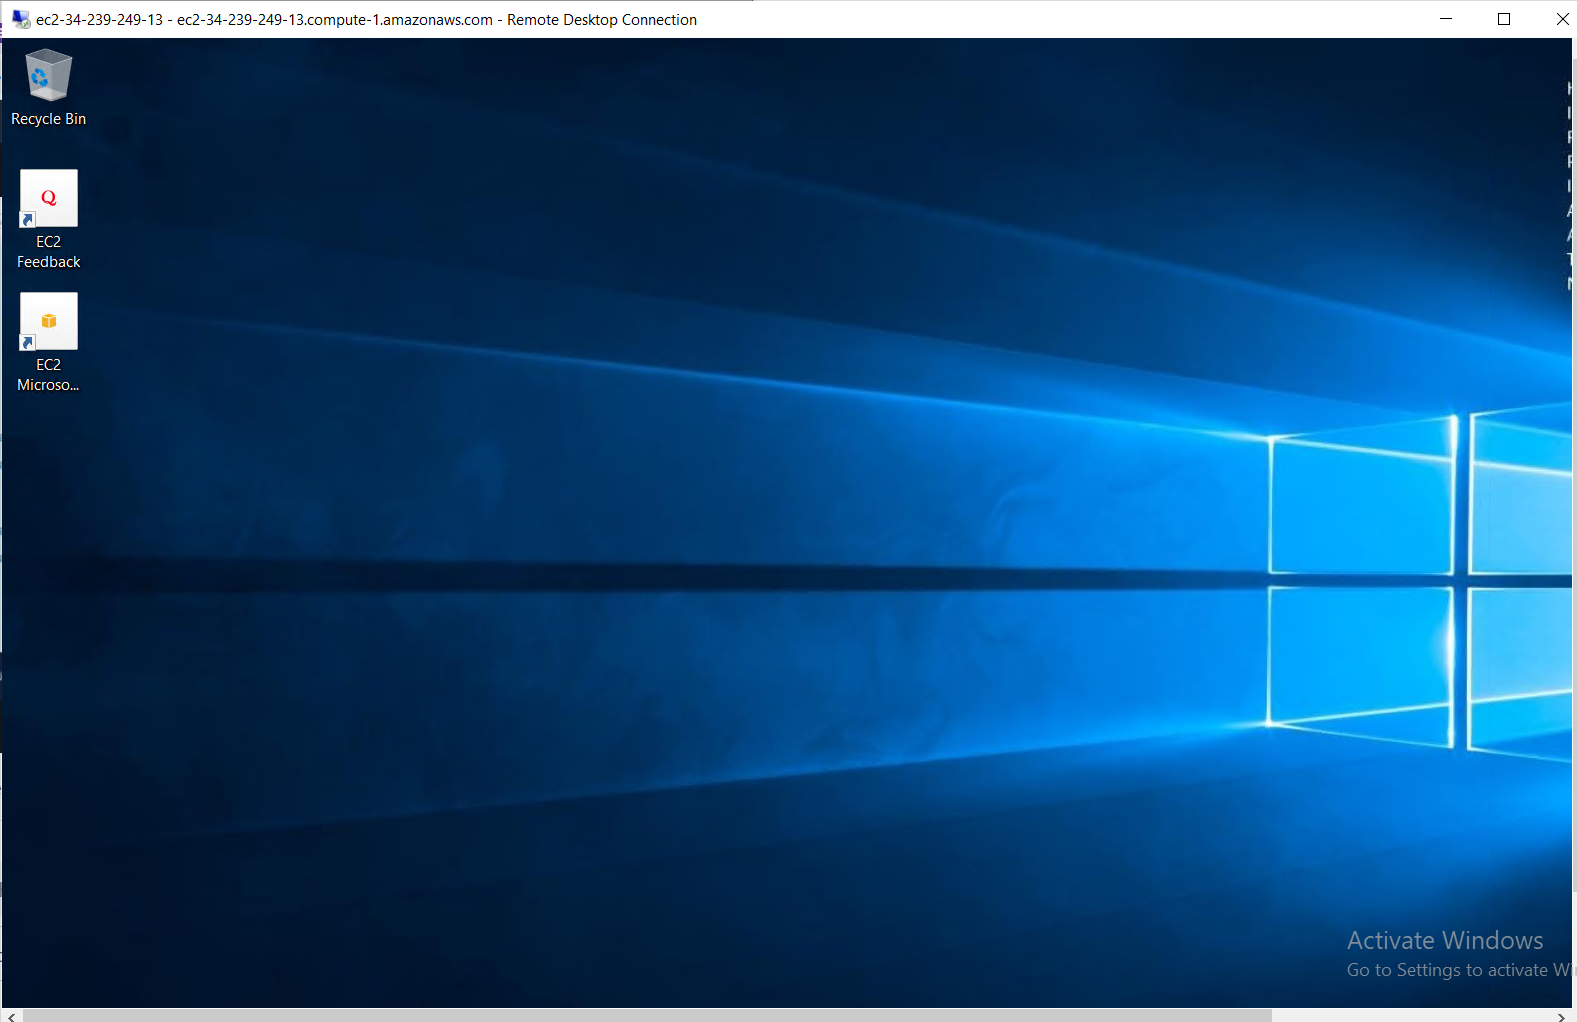 ec2-34-239-249-13 - ec2-34-239-249-13.compute-1.amazonaws.com - Remote Desktop Connection
Recycle Bin
Q
EC2
Feedback
EC2
Microso...
Activate Windows
Go to Settings to activate